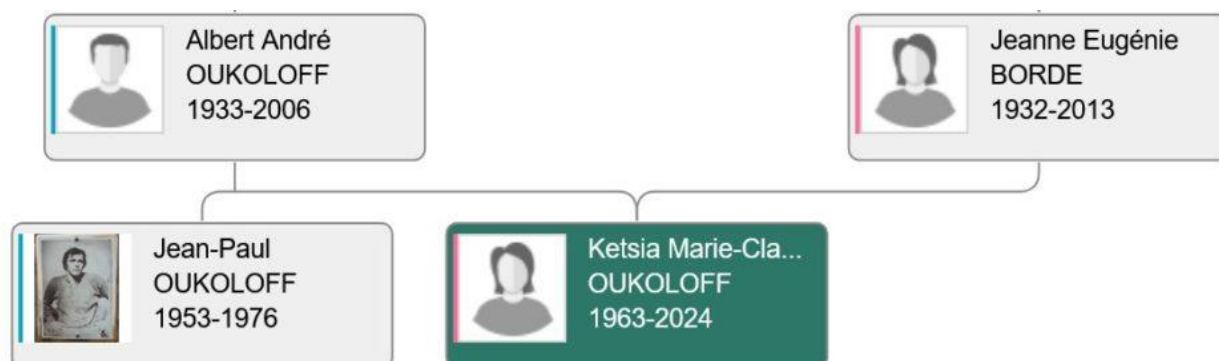 Albert André
OUKOLOFF
1933-2006
Jeanne Eugénie
BORDE
1932-2013
Jean-Paul
OUKOLOFF
1953-1976
Ketsia Marie-Cla...
OUKOLOFF
1963-2024